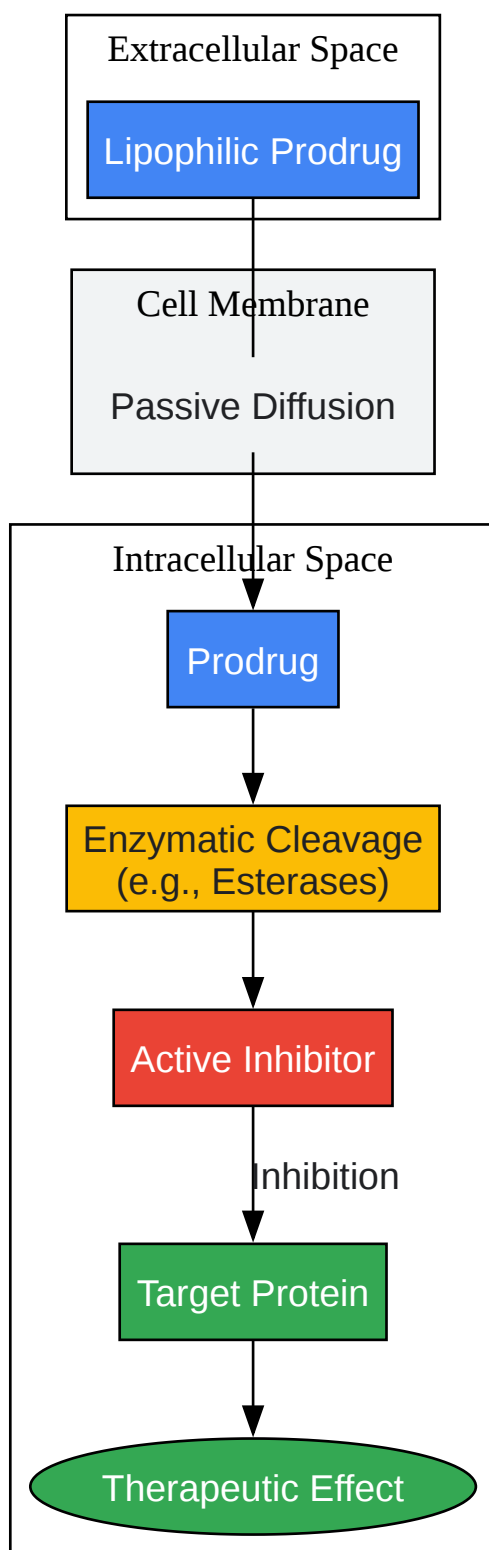 Extracellular Space
Lipophilic Prodrug
Cell Membrane
Passive Diffusion
Intracellular Space
Prodrug
Enzymatic Cleavage
(e.g., Esterases)
Active Inhibitor
Inhibition
Target Protein
Therapeutic Effect